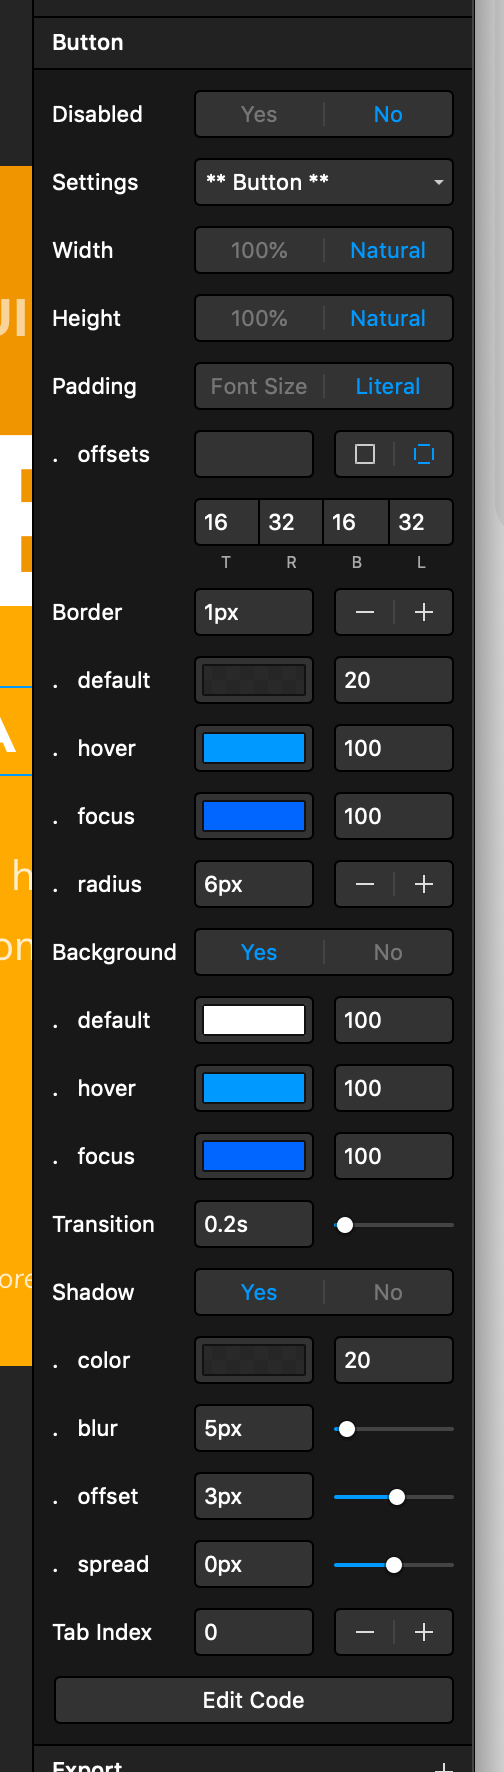 Button
Disabled Yes No
Settings ** Button **
Width 100% Natural
Height 100% Natural
Padding Font Size Literal
. offsets
16 32 16 32
T R B L
Border 1px
. default 20
. hover 100
. focus 100
. radius 6px
Background Yes No
. default 100
. hover 100
. focus 100
Transition 0.2s
Shadow Yes No
. color 20
. blur 5px
. offset 3px
. spread 0px
Tab Index 0
Edit Code
Export